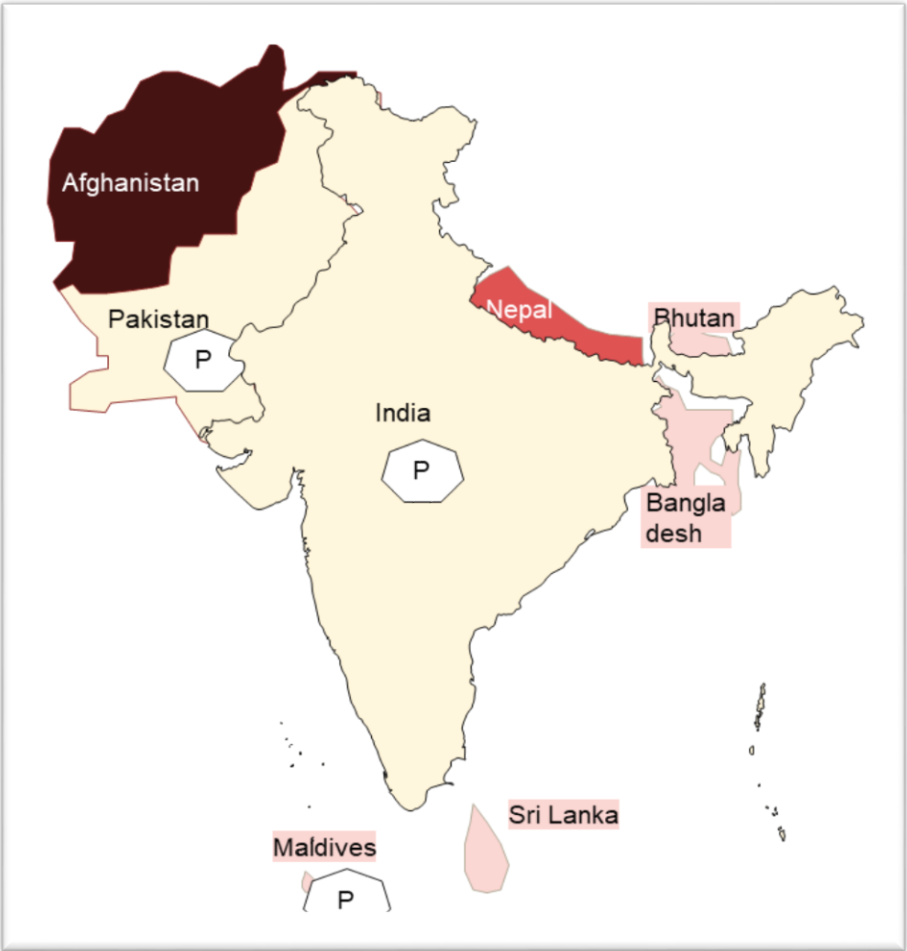 Afghanistan
Nepal
Bhutan
Pakistan
P
India
P
Bangla
desh
Sri Lanka
Maldives
P